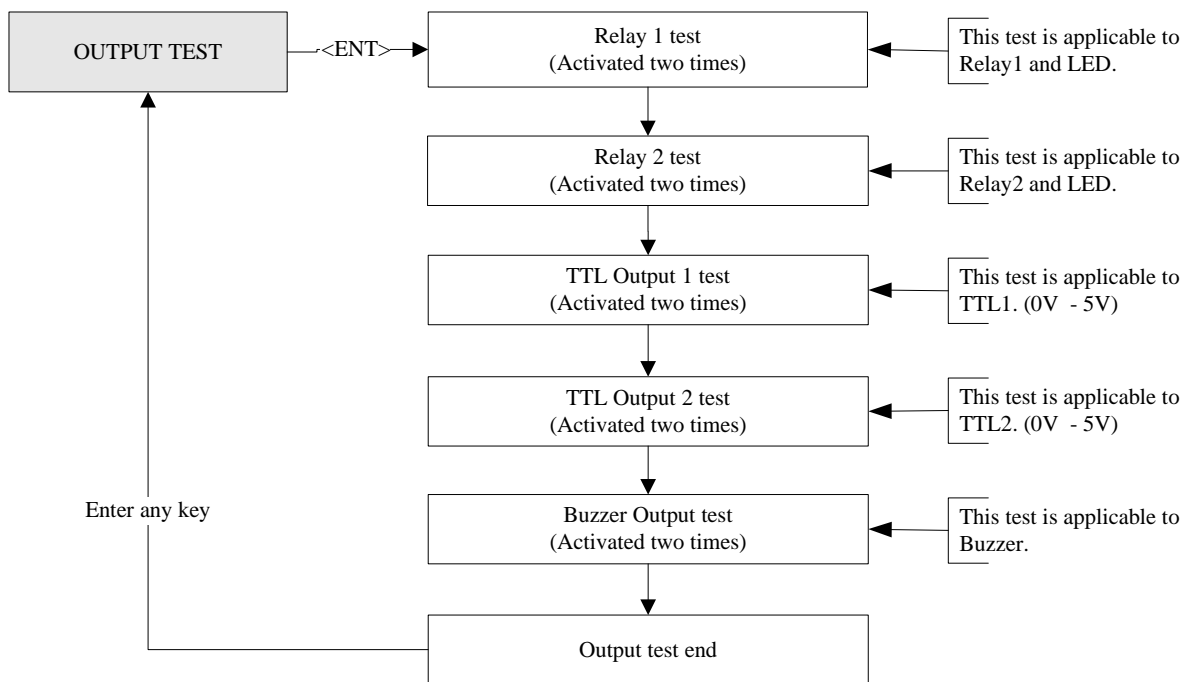 OUTPUT TEST
<ENT>
Relay 1 test
(Activated two times)
This test is applicable to
Relay1 and LED.
Relay 2 test
(Activated two times)
This test is applicable to
Relay2 and LED.
TTL Output 1 test
(Activated two times)
This test is applicable to
TTL1. (0V  - 5V)
TTL Output 2 test
(Activated two times)
This test is applicable to
TTL2. (0V  - 5V)
Enter any key
Buzzer Output test
(Activated two times)
This test is applicable to
Buzzer.
Output test end